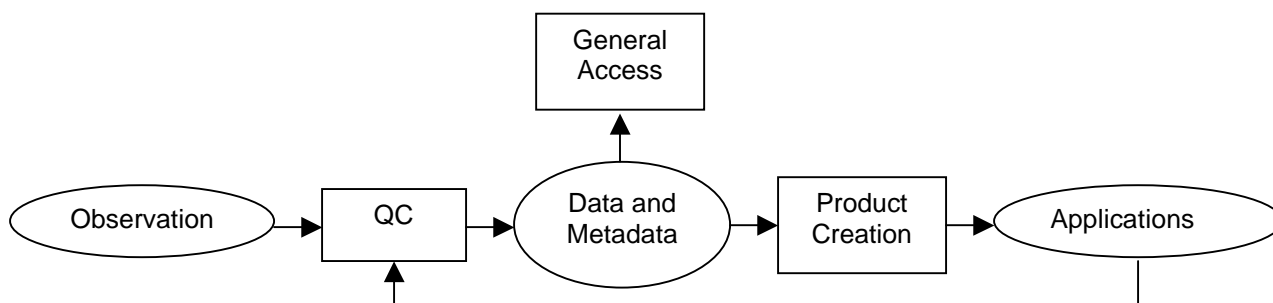 General
Access
Observation
QC
Data and
Metadata
Product
Creation
Applications